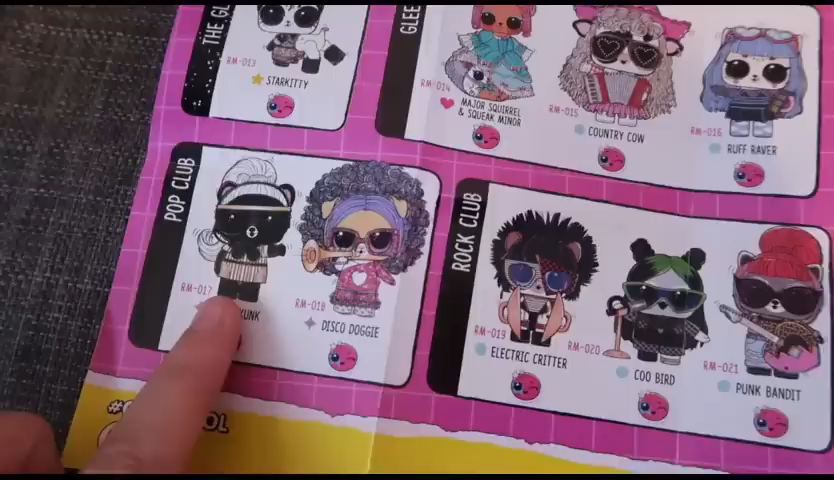 THE GL
RM-013
STARKITTY
GLEE
RM-014
MAJOR SQUIRREL
& SQUEAK MINOR
RM-015
COUNTRY COW
RM-016
RUFF RAVER
POP CLUB
RM-017
UNK
RM-018
DISCO DOGGIE
ROCK CLUB
RM-019
ELECTRIC CRITTER
RM-020
COO BIRD
RM-021
PUNK BANDIT
#
OL